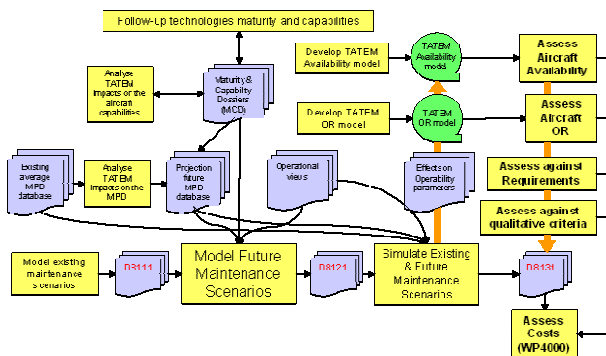 Follow-up technologies maturity and capabilities
Develop TATEM
Availability model
TATEM
Availability
model
Assess
Aircraft
Availability
Analyse
TATEM
Impacts on the
aircraft
capabilities
Maturity &
Capability
Dossiers
(MCD)
Develop TATEM
OR model
TATEM
OR model
Assess
Aircraft
OR
Existing
average MPD
database
Analyse
TATEM
Impacts on the
MPD
Projection
future
MPD
database
Operational
views
Effects on
Operability
parameters
Assess against
Requirements
Assess against
qualitative criteria
Model existing
maintenance
scenarios
D8111
Model Future
Maintenance
Scenarios
D8121
Simulate Existing
& Future
Maintenance
Scenarios
D8131
Assess
Costs
(WP4000)